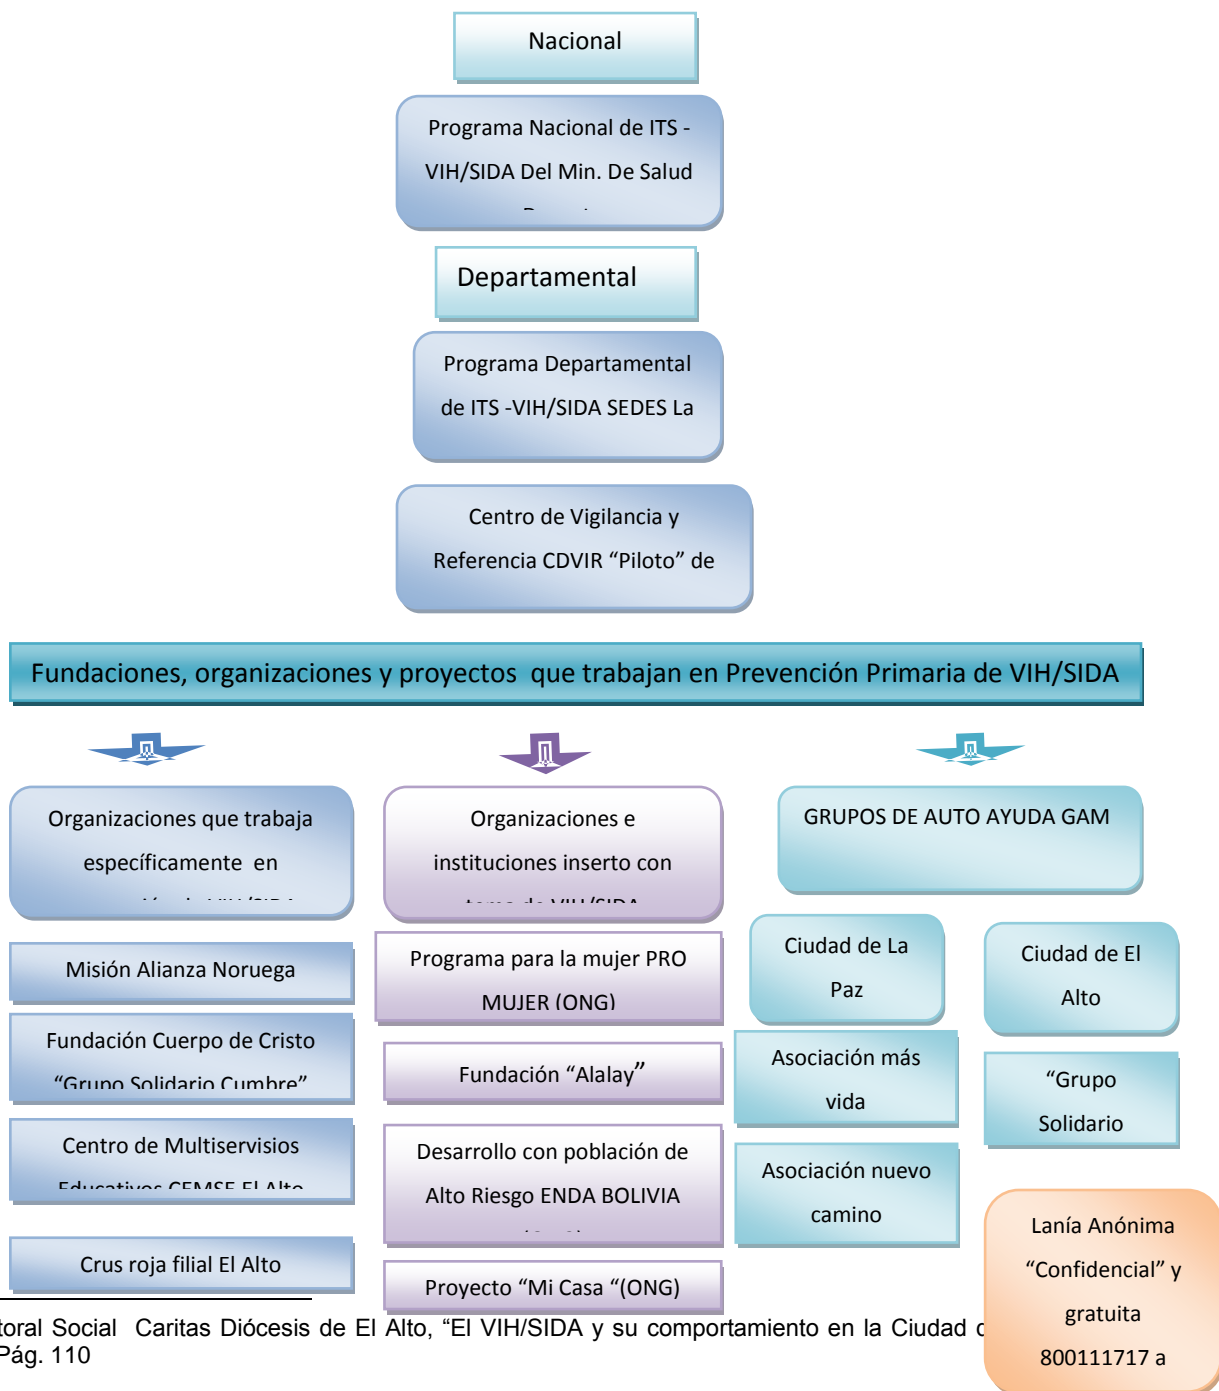 Nacional
Programa Nacional de ITS -
VIH/SIDA Del Min. De Salud
Departamental
Programa Departamental
de ITS -VIH/SIDA SEDES La
Centro de Vigilancia y
Referencia CDVIR “Piloto” de
Fundaciones, organizaciones y proyectos que trabajan en Prevención Primaria de VIH/SIDA
Organizaciones que trabaja
específicamente en
VIH/SIDA
Organizaciones e
instituciones inserto con
tema de VIH/SIDA
GRUPOS DE AUTO AYUDA GAM
Misión Alianza Noruega
Fundación Cuerpo de Cristo
“Grupo Solidario Cumbre”
Centro de Multiservisios
Educativos CEMSE El Alto
Crus roja filial El Alto
Programa para la mujer PRO
MUJER (ONG)
Fundación “Alalay”
Desarrollo con población de
Alto Riesgo ENDA BOLIVIA
Proyecto “Mi Casa “(ONG)
Ciudad de La
Paz
Asociación más
vida
Asociación nuevo
camino
Ciudad de El
Alto
“Grupo
Solidario
Lanía Anónima
“Confidencial” y
gratuita
800111717 a
toral Social Caritas Diócesis de El Alto, “El VIH/SIDA y su comportamiento en la Ciudad
Pág. 110